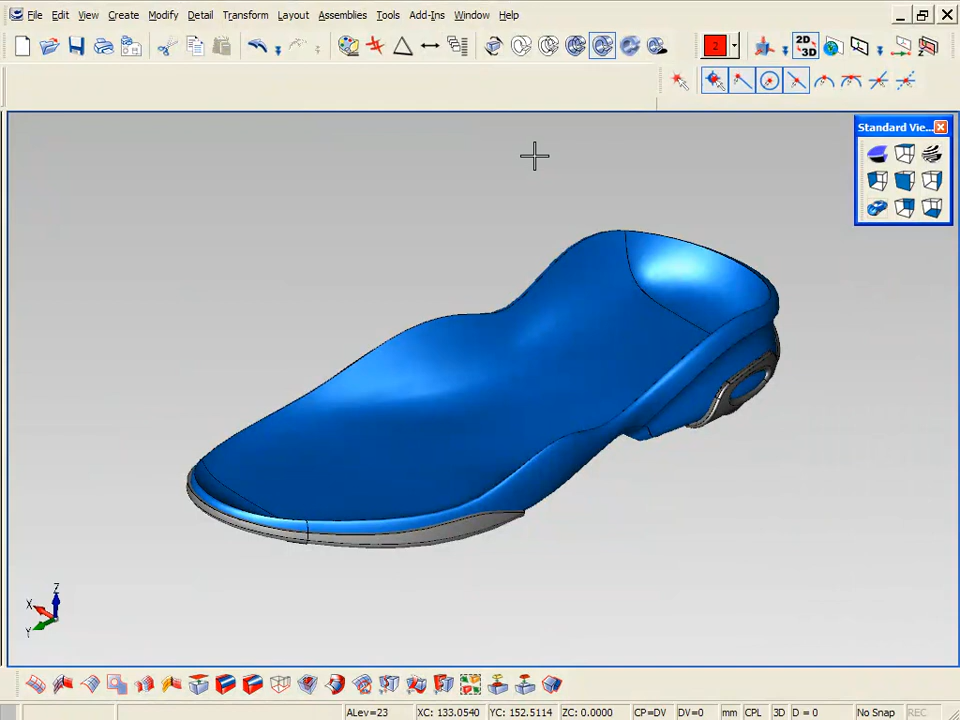 File Edit View Create Modify Detail Transform Layout Assemblies Tools Add-Ins Window Help
2 2D
3D
Standard Vie...
Z
X
Y
ALev=23 XC: 133.0540 YC: 152.5114 ZC: 0.0000 CP=DV DV=0 mm CPL 3D D = 0 No Snap REC